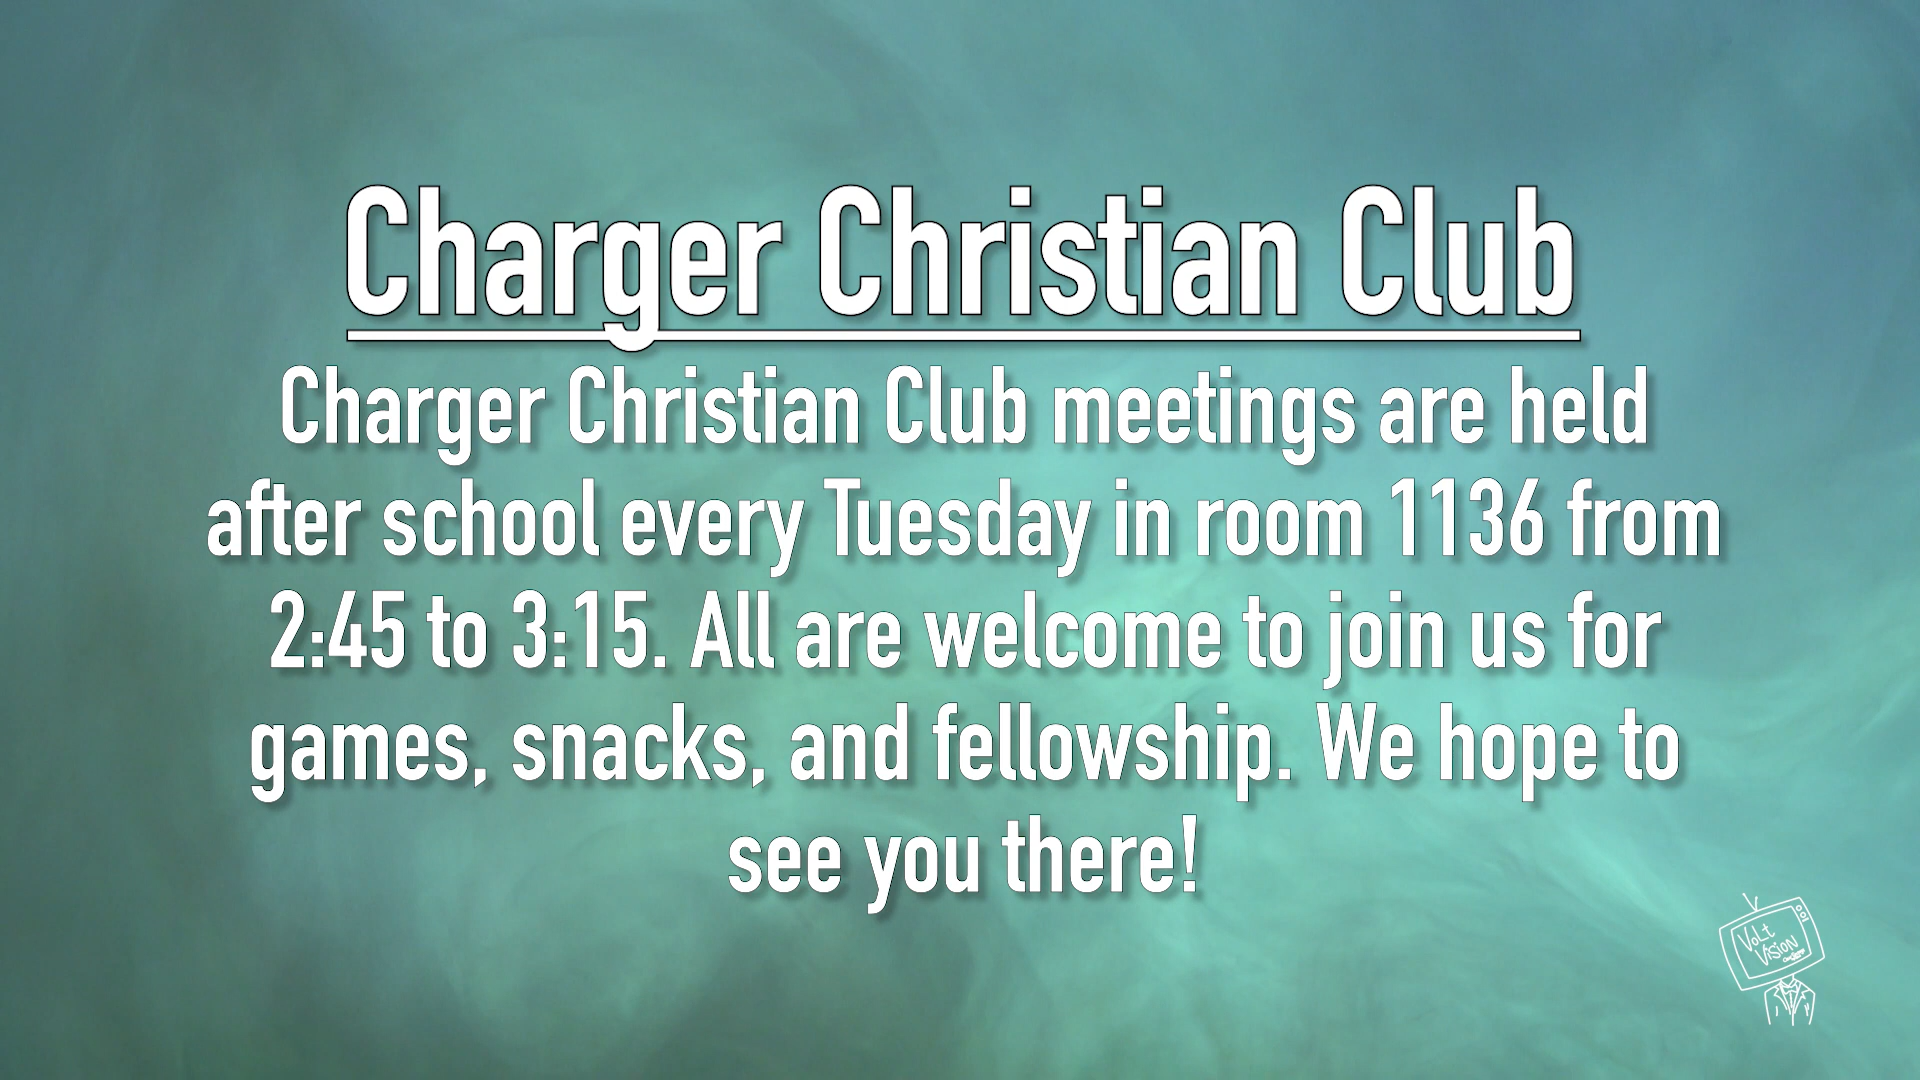 Charger Christian Club
Charger Christian Club meetings are held
after school every Tuesday in room 1136 from
2:45 to 3:15. All are welcome to join us for
games, snacks, and fellowship. We hope to
see you there!
Volt
Vision